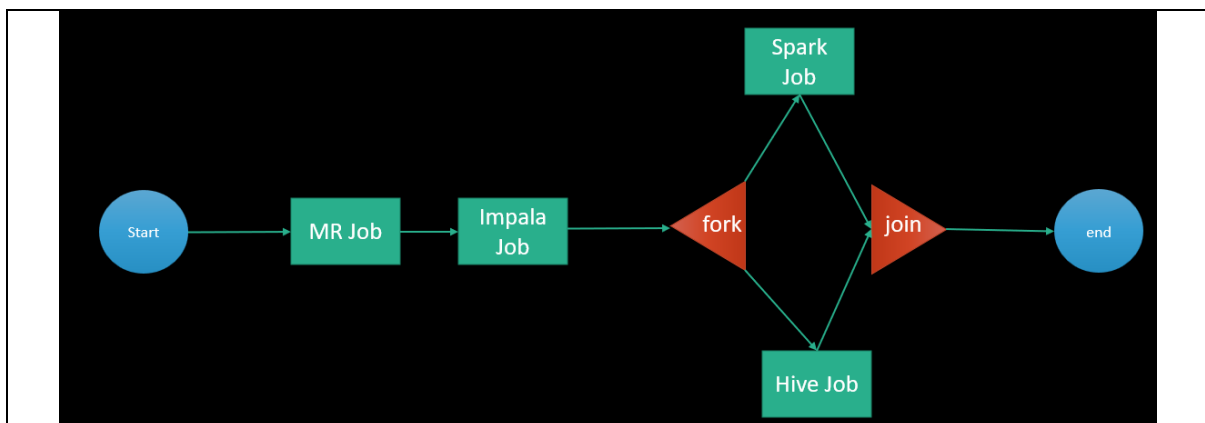 Spark
Job
Start
MR Job
Impala
Job
fork
join
end
Hive Job